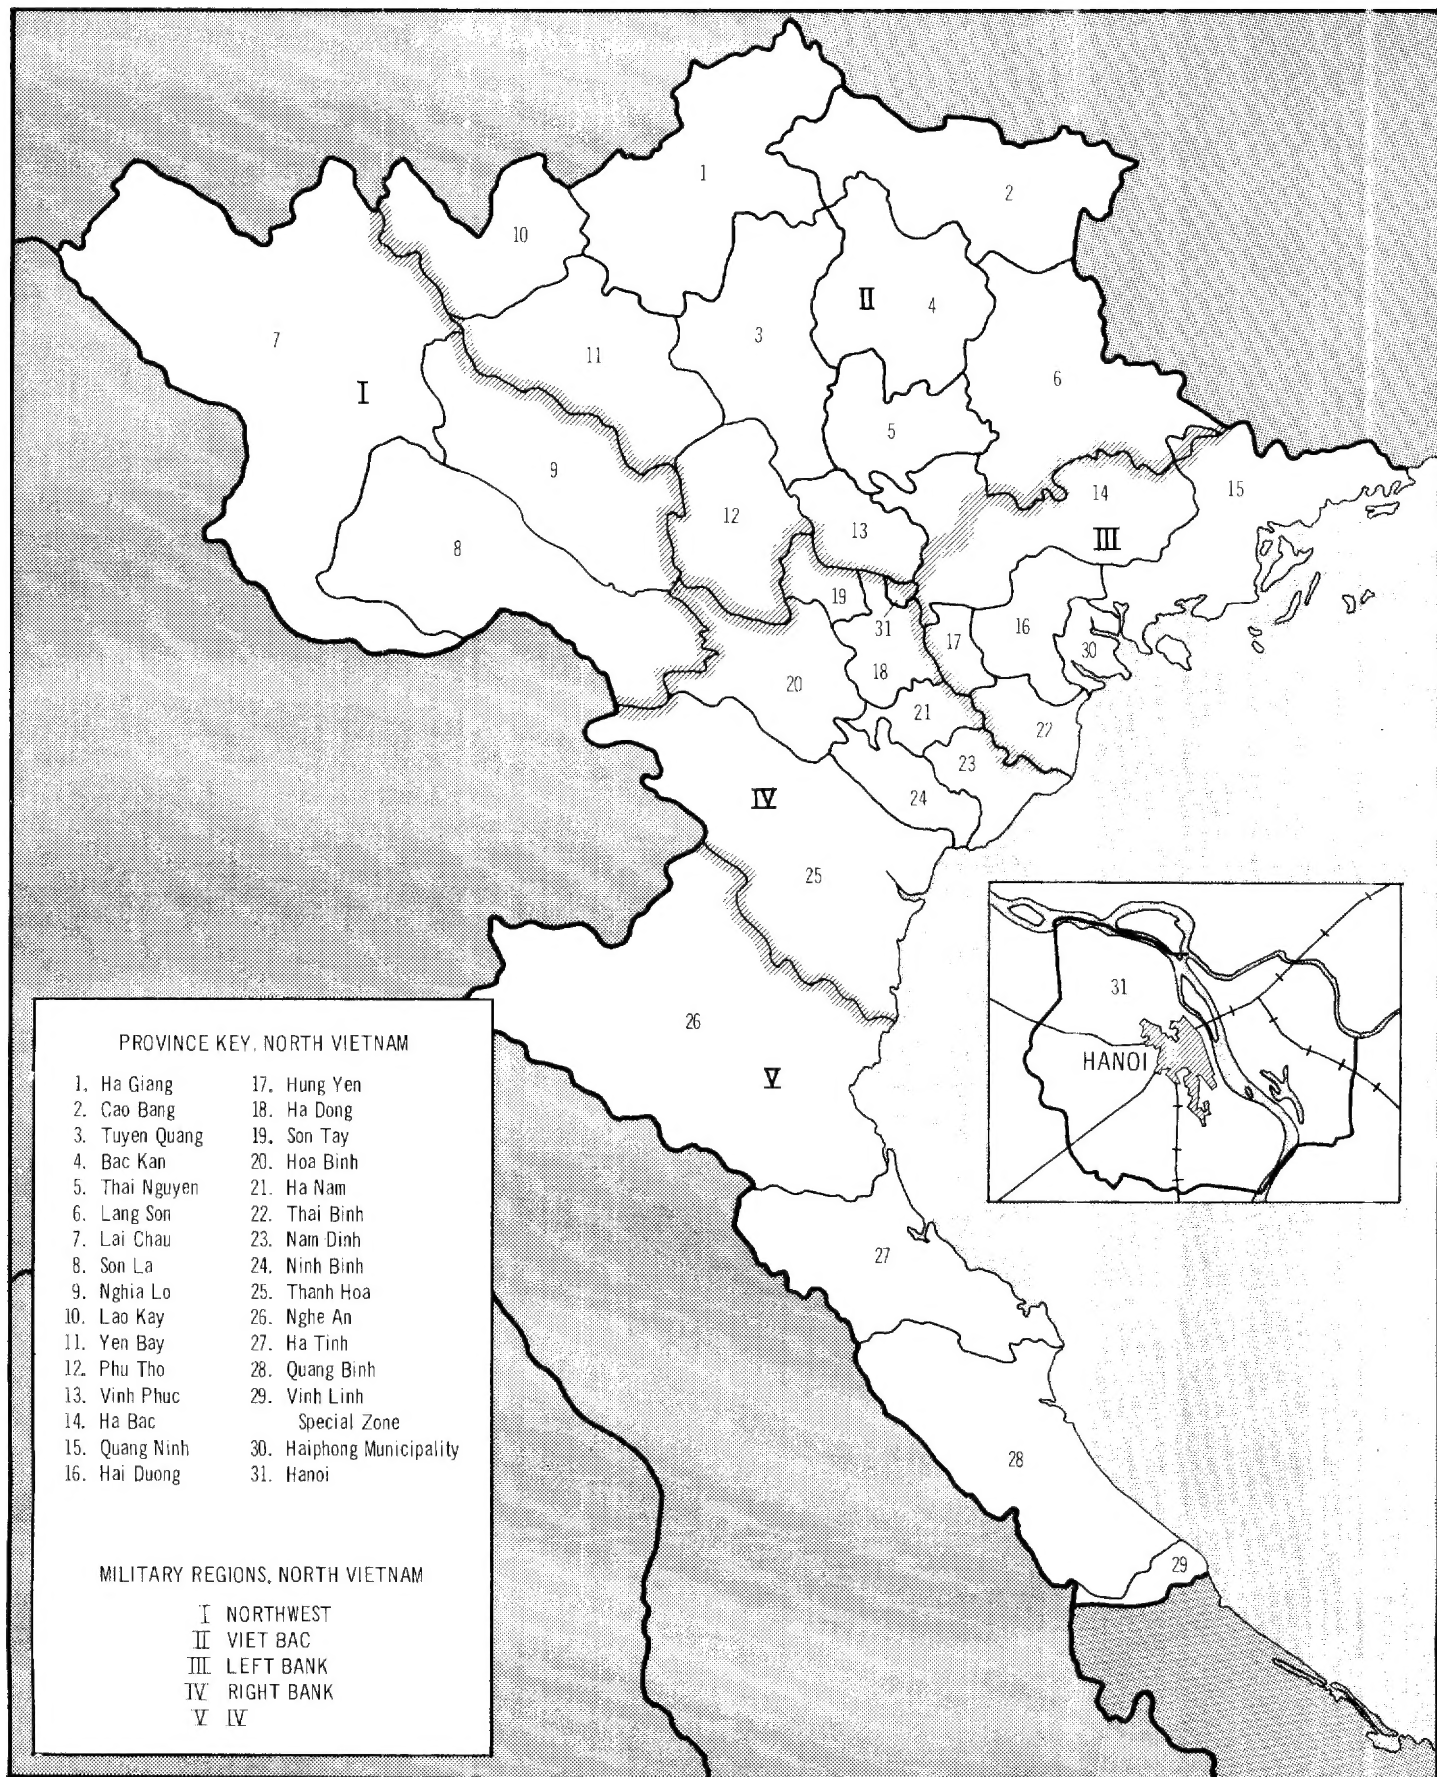 1
2
10
II
4
7
3
11
I
6
5
9
14
15
12
13
8
III
19
31
16
17
30
18
20
21
22
23
IV
24
25
31
HANOI
26
V
27
28
29
PROVINCE KEY, NORTH VIETNAM
1. Ha Giang
2. Cao Bang
3. Tuyen Quang
4. Bac Kan
5. Thai Nguyen
6. Lang Son
7. Lai Chau
8. Son La
9. Nghia Lo
10. Lao Kay
11. Yen Bay
12. Phu Tho
13. Vinh Phuc
14. Ha Bac
15. Quang Ninh
16. Hai Duong
17. Hung Yen
18. Ha Dong
19. Son Tay
20. Hoa Binh
21. Ha Nam
22. Thai Binh
23. Nam Dinh
24. Ninh Binh
25. Thanh Hoa
26. Nghe An
27. Ha Tinh
28. Quang Binh
29. Vinh Linh
Special Zone
30. Haiphong Municipality
31. Hanoi
MILITARY REGIONS, NORTH VIETNAM
I NORTHWEST
II VIET BAC
III LEFT BANK
IV RIGHT BANK
V IV